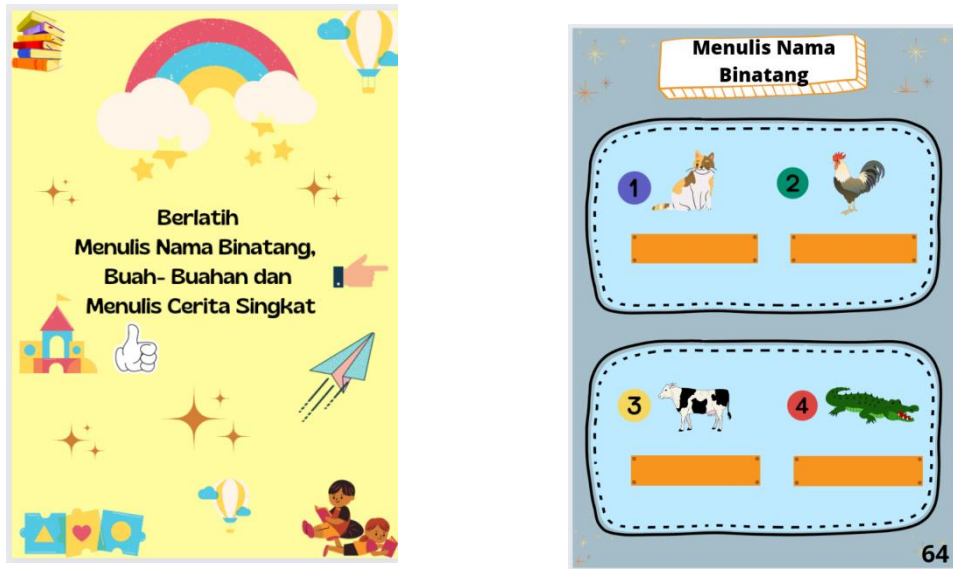 Berlatih
Menulis Nama Binatang,
Buah- Buahan dan
Menulis Cerita Singkat
Menulis Nama
Binatang
1
2
3
4
64